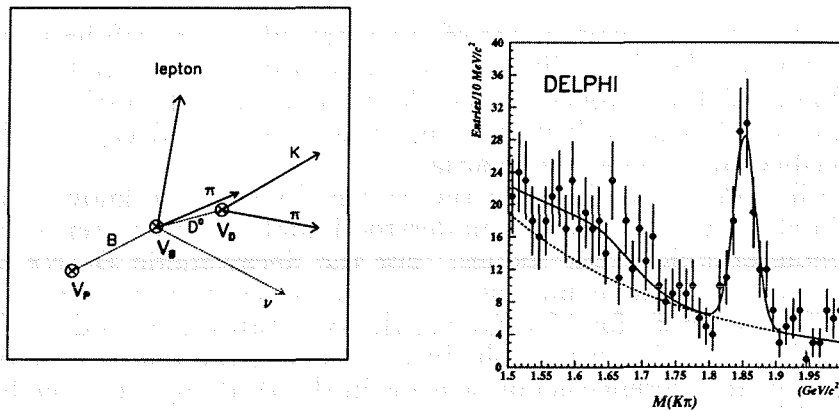 lepton
K
π
π
D°
V_D
B
V_B
V_P
ν
Entries/10 MeV/c²
40
36
32
28
24
20
16
12
8
4
0
DELPHI
1.5 1.55 1.6 1.65 1.7 1.75 1.8 1.85 1.9 1.95
(GeV/c²
M(Kπ)